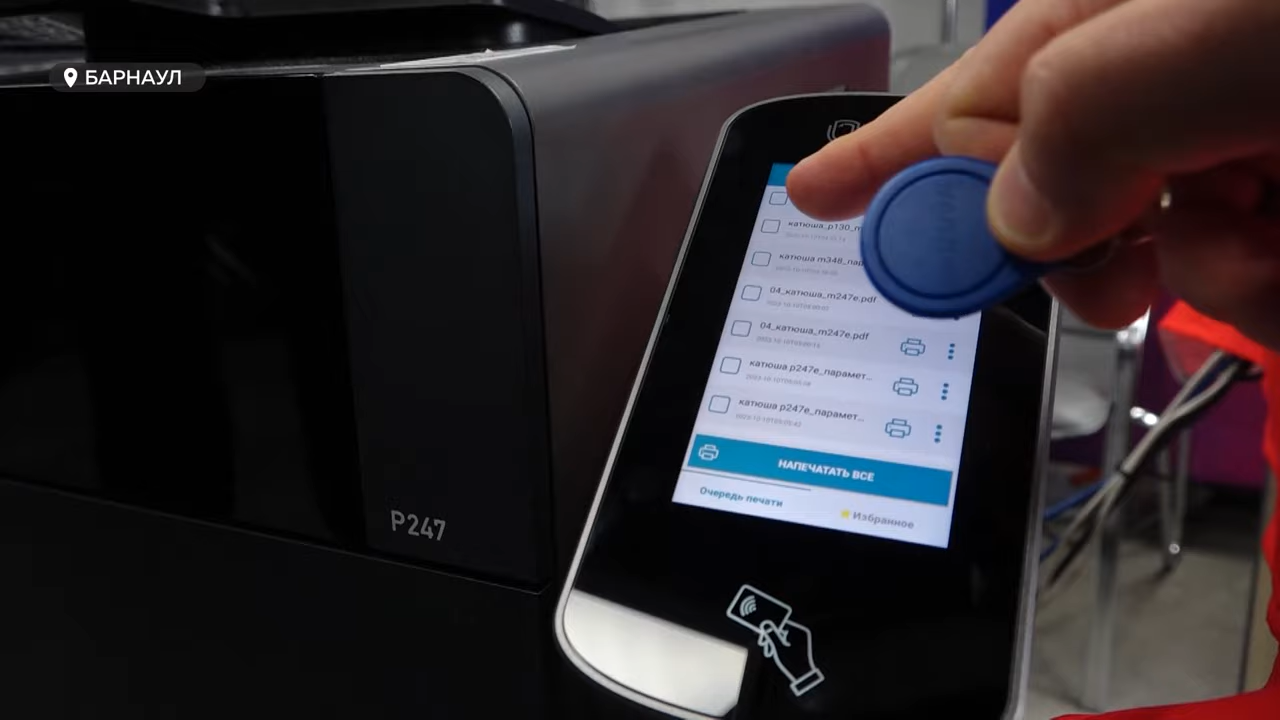 БАРНАУЛ
катюша_p130_m
катюша m348_пар
04_катюша_m247e.pdf
04_катюша_m247e.pdf
катюша p247e_парамет...
катюша p247e_парамет...
НАПЕЧАТАТЬ ВСЕ
Очередь печати
Избранное
P247